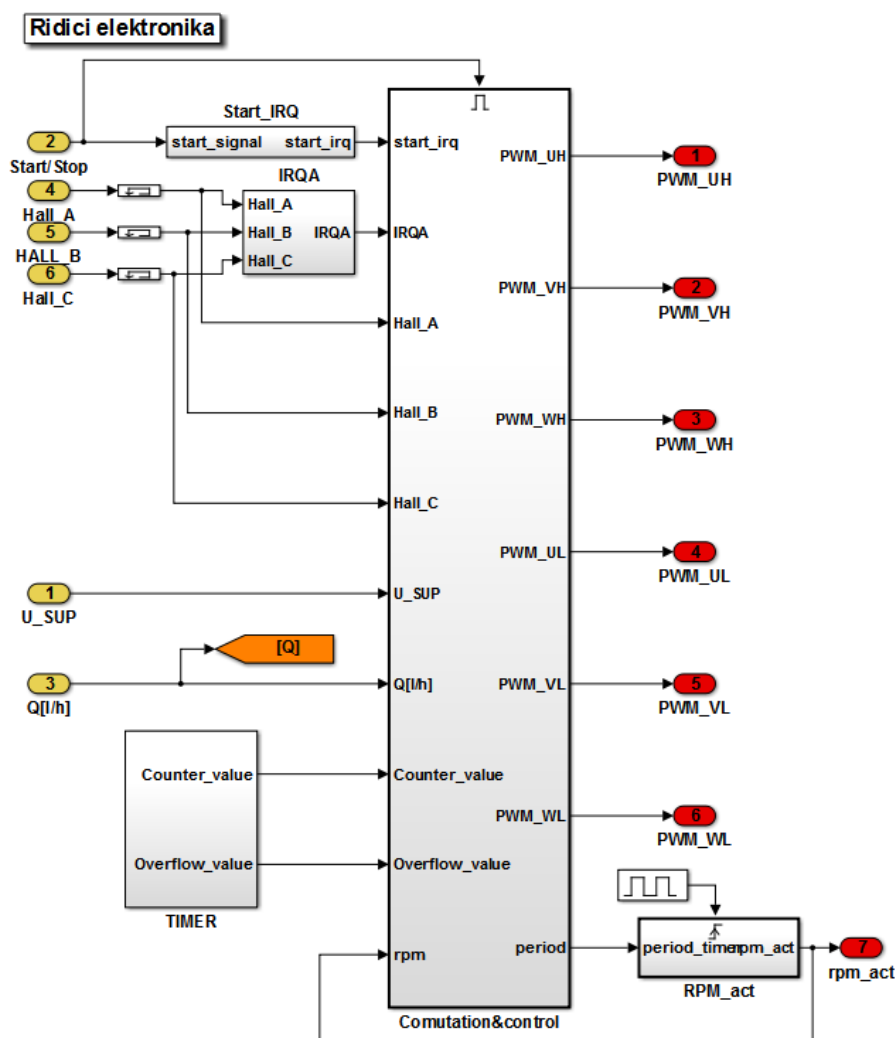 Ridici elektronika
Start_IRQ
2
start_signal start_irq
start_irq
PWM_UH
1
Start/Stop
PWM_UH
IRQA
4
Hall_A
Hall_A
5
Hall_B IRQA
IRQA
HALL_B
6
Hall_C
Hall_C
PWM_VH
2
PWM_VH
Hall_A
Hall_B
PWM_WH
3
PWM_WH
Hall_C
PWM_UL
4
PWM_UL
1
U_SUP
U_SUP
[Q]
3
Q[l/h]
Q[l/h]
PWM_VL
5
PWM_VL
Counter_value
Counter_value
PWM_WL
6
PWM_WL
Overflow_value
Overflow_value
TIMER
rpm
period
period_timer rpm_act
7
rpm_act
RPM_act
Comutation&control